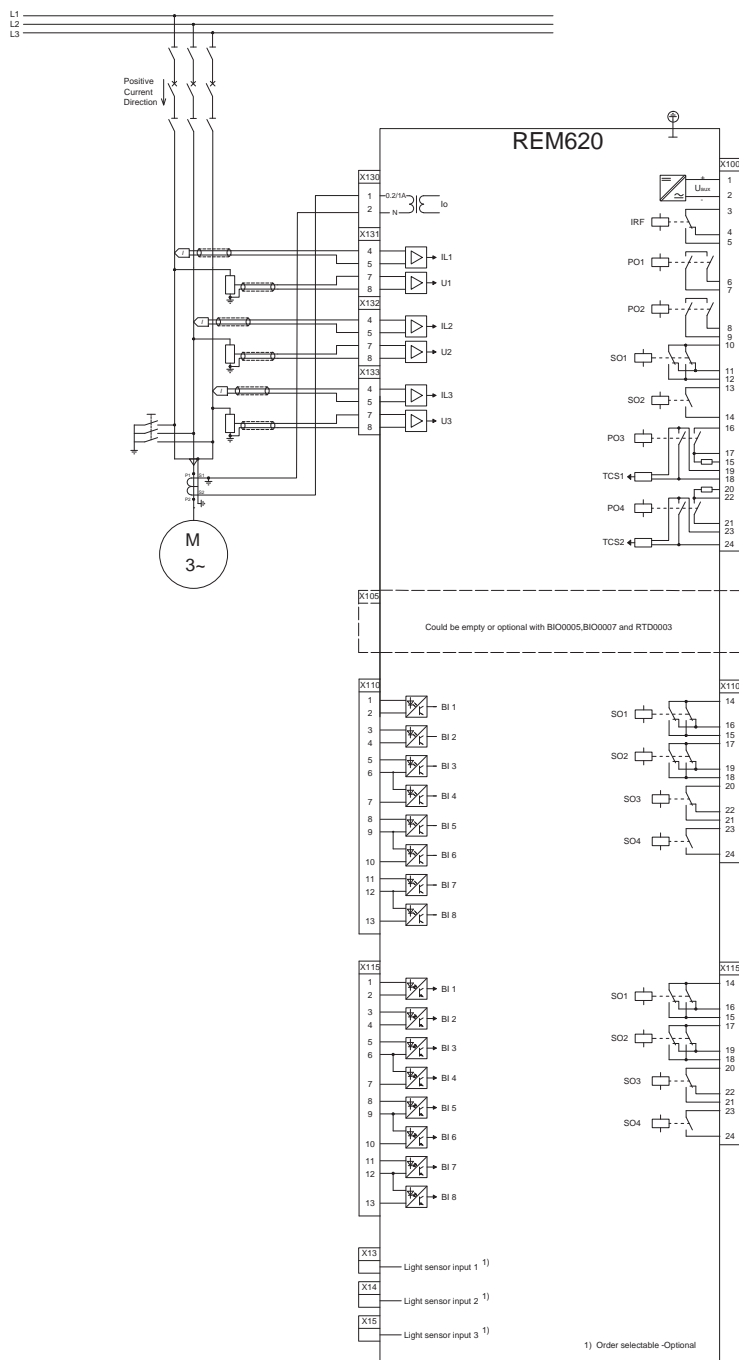 L1
L2
L3
Positive
Current
Direction
REM620
X130
1
2
0.2/1A
N
Io
X131
4
5
7
8
IL1
U1
X132
4
5
7
8
IL2
U2
X133
4
5
7
8
IL3
U3
I
I
I
P1
S1
S2
P2
M
3~
X100
Uaux
+
-
1
2
IRF
3
4
5
PO1
6
7
PO2
8
9
SO1
10
11
12
SO2
13
14
PO3
16
17
15
19
TCS1
18
20
22
PO4
21
23
TCS2
24
X105
Could be empty or optional with BIO0005,BIO0007 and RTD0003
X110
1
2
BI 1
3
4
BI 2
5
6
BI 3
7
BI 4
8
9
BI 5
10
BI 6
11
12
BI 7
13
BI 8
X110
14
SO1
16
15
17
SO2
19
18
20
SO3
22
21
23
SO4
24
X115
1
2
BI 1
3
4
BI 2
5
6
BI 3
7
BI 4
8
9
BI 5
10
BI 6
11
12
BI 7
13
BI 8
X115
14
SO1
16
15
17
SO2
19
18
20
SO3
22
21
23
SO4
24
X13
Light sensor input 1 1)
X14
Light sensor input 2 1)
X15
Light sensor input 3 1)
1) Order selectable -Optional